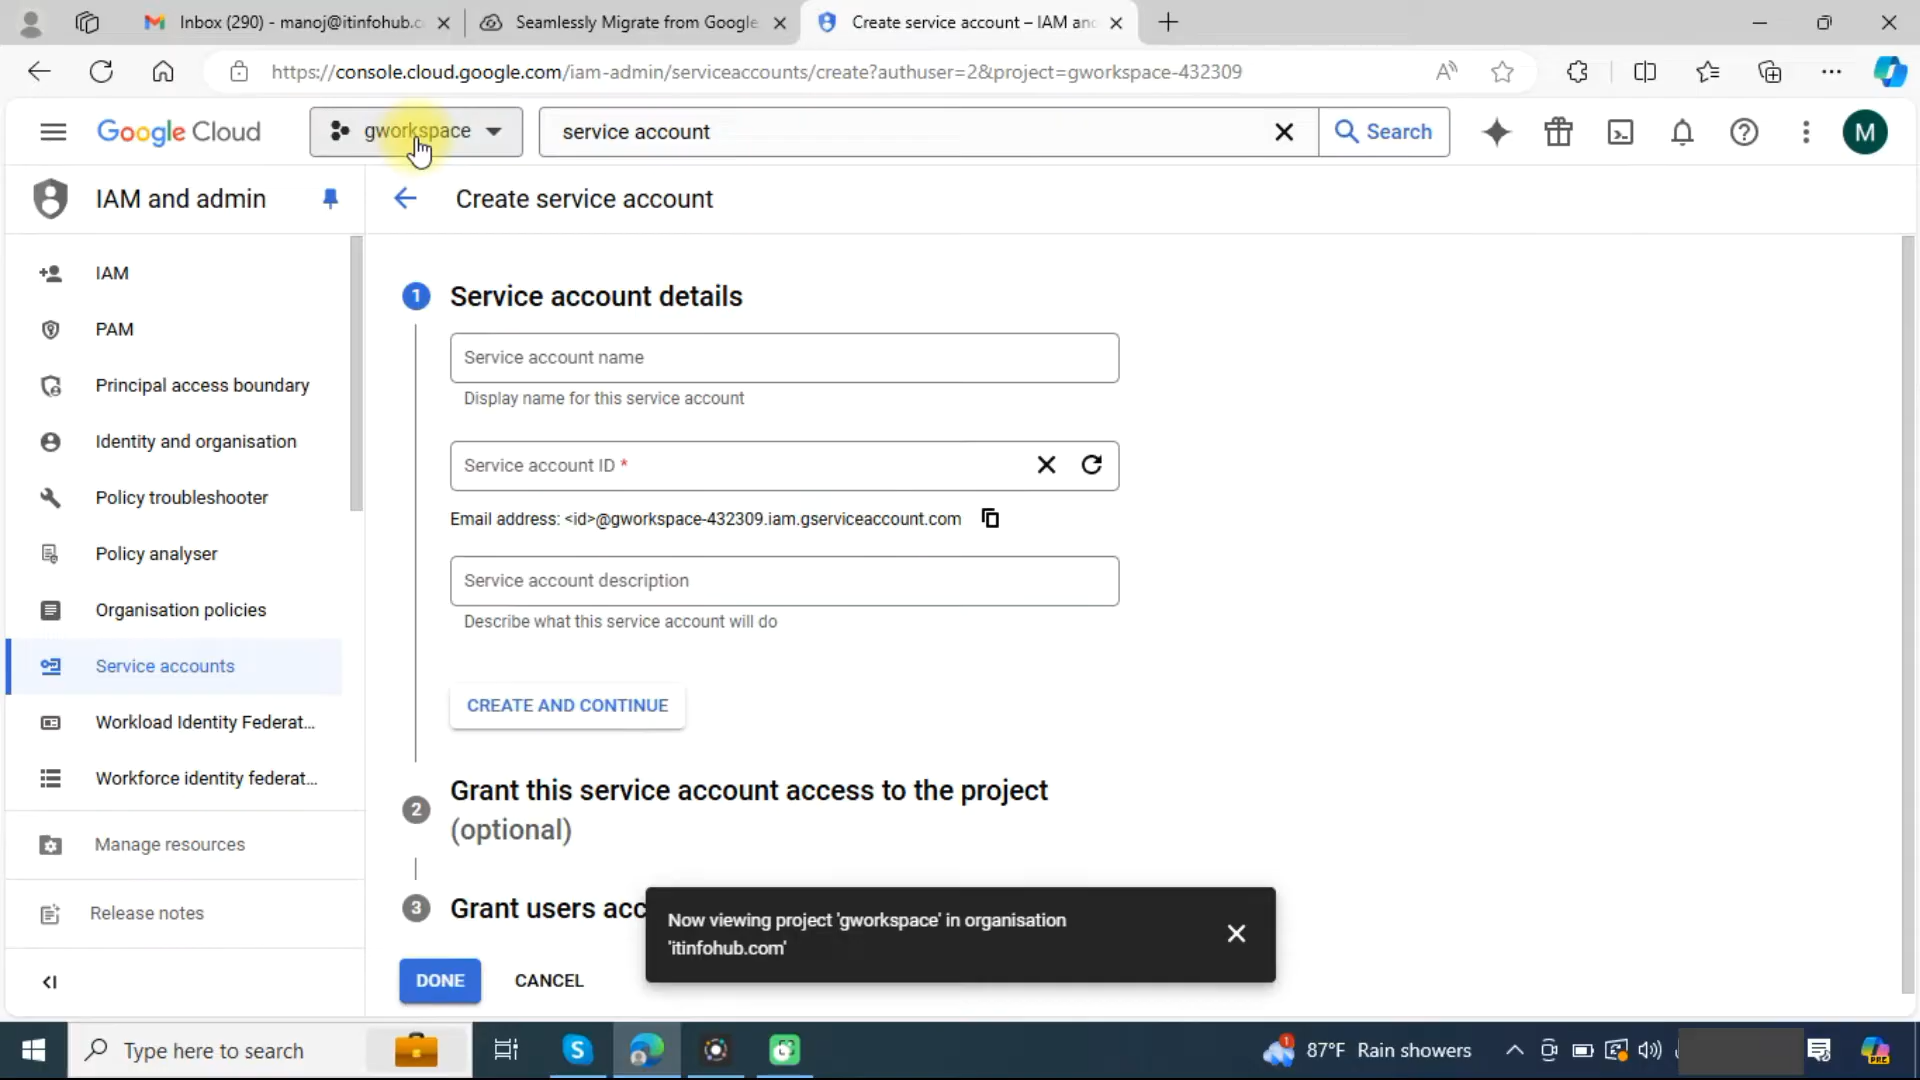 Inbox (290) - manoj@itinfohub.c
Seamlessly Migrate from Google
Create service account – IAM an
https://console.cloud.google.com/iam-admin/serviceaccounts/create?authuser=2&project=gworkspace-432309
Google Cloud
gworkspace
service account
Search
M
IAM and admin
Create service account
IAM
PAM
Principal access boundary
Identity and organisation
Policy troubleshooter
Policy analyser
Organisation policies
Service accounts
Workload Identity Federat...
Workforce identity federat...
Manage resources
Release notes
1 Service account details
Service account name
Display name for this service account
Service account ID *
Email address: <id>@gworkspace-432309.iam.gserviceaccount.com
Service account description
Describe what this service account will do
CREATE AND CONTINUE
2 Grant this service account access to the project
(optional)
3 Grant users acc
Now viewing project 'gworkspace' in organisation
'itinfohub.com'
DONE
CANCEL
Type here to search
S
1
87°F Rain showers
PRE